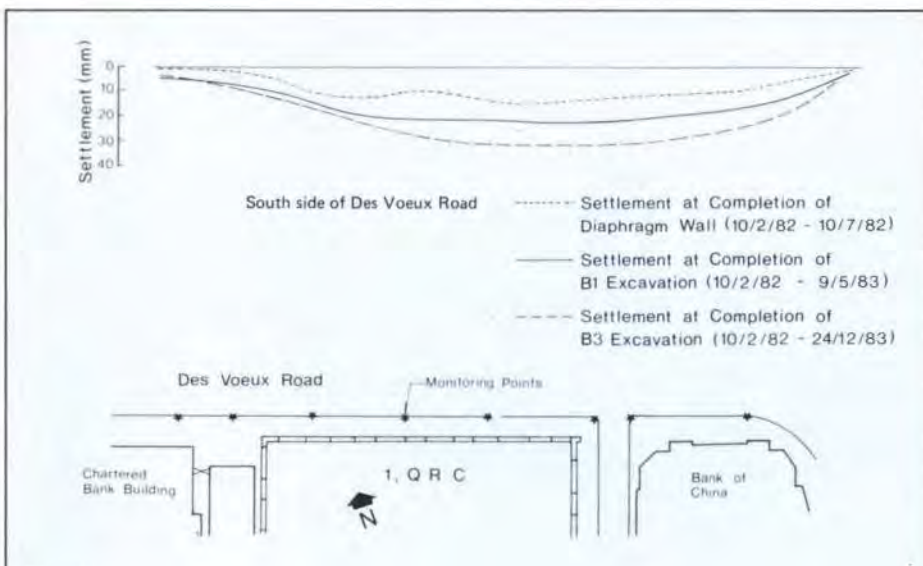 Settlement (mm)
0
10
20
30
40
South side of Des Voeux Road
Settlement at Completion of
Diaphragm Wall (10/2/82 - 10/7/82)
Settlement at Completion of
B1 Excavation (10/2/82 - 9/5/83)
Settlement at Completion of
B3 Excavation (10/2/82 - 24/12/83)
Des Voeux Road
Monitoring Points
Chartered
Bank Building
1, Q R C
N
Bank of
China